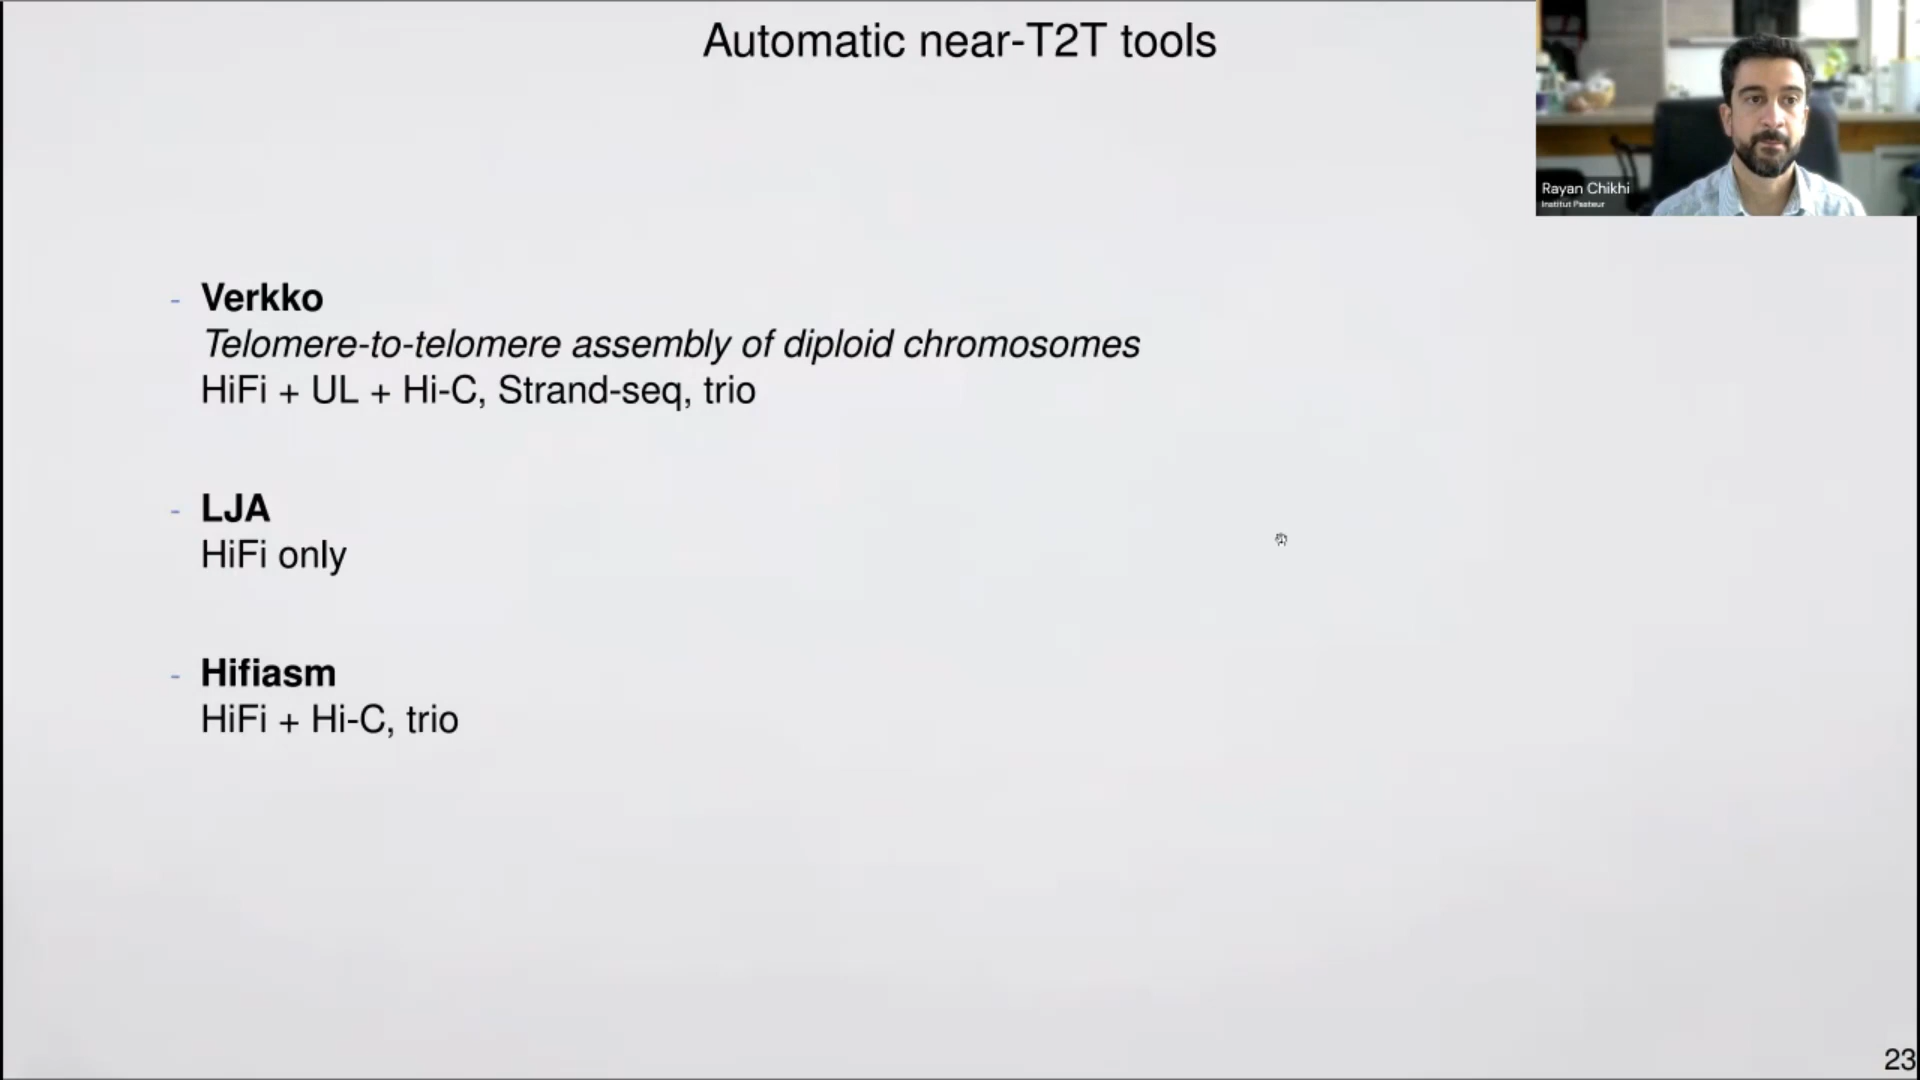 Automatic near-T2T tools
Rayan Chikhi
Institut Pasteur
- Verkko
Telomere-to-telomere assembly of diploid chromosomes
HiFi + UL + Hi-C, Strand-seq, trio
- LJA
HiFi only
- Hifiasm
HiFi + Hi-C, trio
23